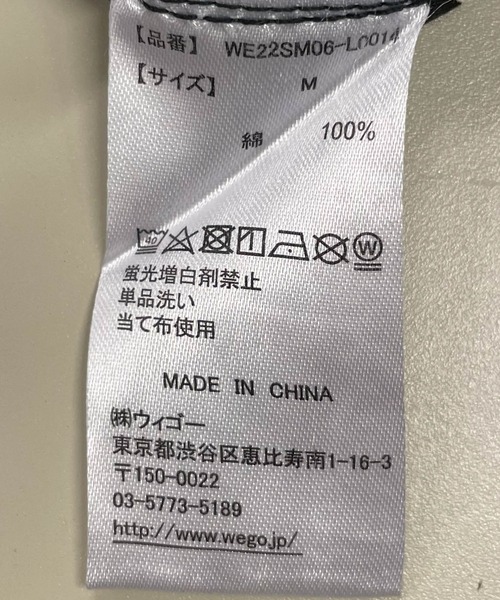 【品番】 WE22SM06-L0014
【サイズ】 M
綿 100%
40 W
蛍光増白剤禁止
単品洗い
当て布使用
MADE IN CHINA
㈱ウィゴー
東京都渋谷区恵比寿南1-16-3
〒150-0022
03-5773-5189
http://www.wego.jp/